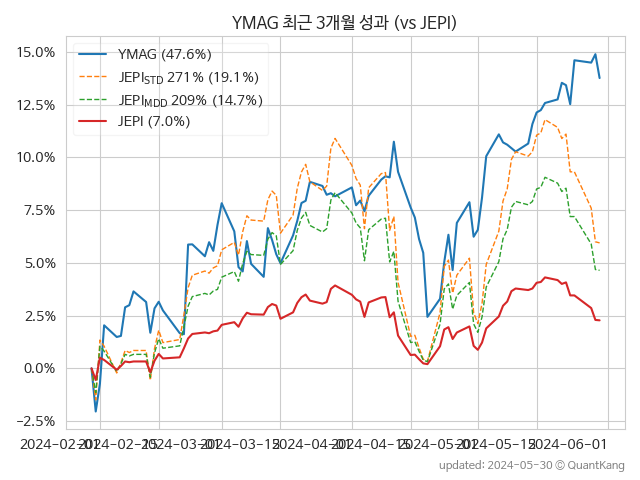 YMAG 최근 3개월 성과 (vs JEPI)
YMAG (47.6%)
JEPI_STD 271% (19.1%)
JEPI_MDD 209% (14.7%)
JEPI (7.0%)
15.0%
12.5%
10.0%
7.5%
5.0%
2.5%
0.0%
−2.5%
2024-02-01 2024-02-15 2024-03-01 2024-03-15 2024-04-01 2024-04-15 2024-05-01 2024-05-15 2024-06-01
updated: 2024-05-30 © QuantKang